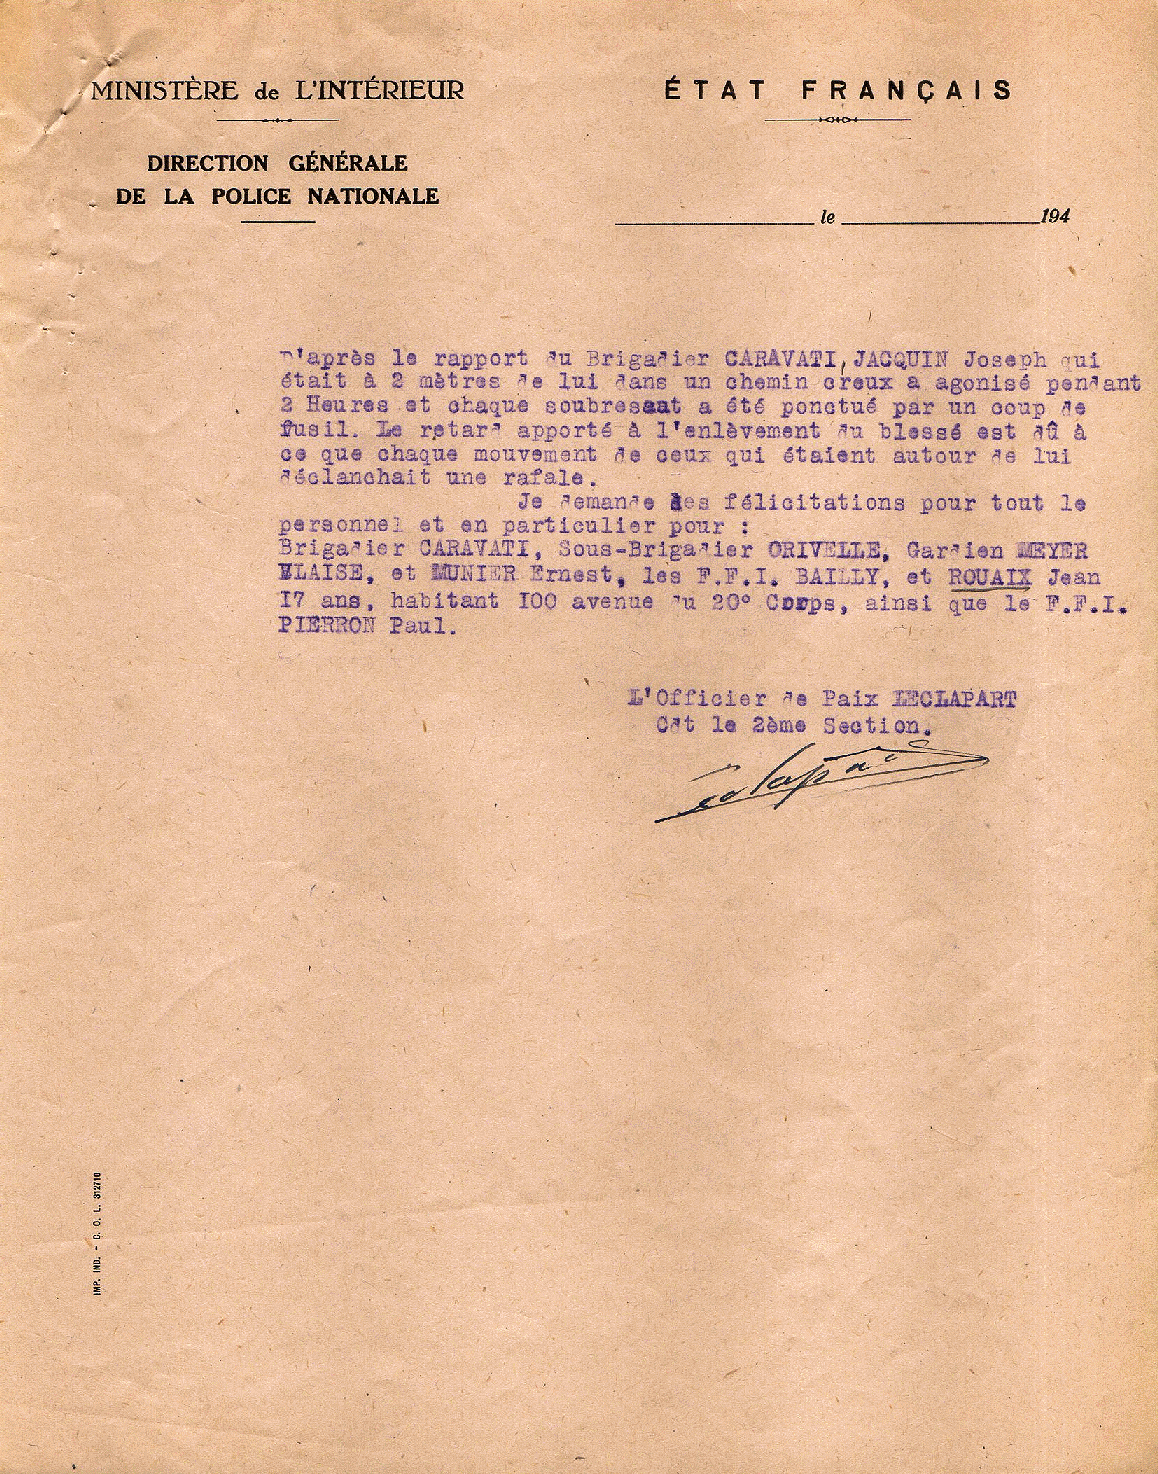 MINISTÈRE de L'INTÉRIEUR
ÉTAT FRANÇAIS
DIRECTION GÉNÉRALE
DE LA POLICE NATIONALE
le 194
D'après le rapport du Brigadier CARAVATI, JACQUIN Joseph qui
était à 2 mètres de lui dans un chemin creux a agonisé pendant
2 Heures et chaque soubresaut a été ponctué par un coup de
fusil. Le retard apporté à l'enlèvement du blessé est dû à
ce que chaque mouvement de ceux qui étaient autour de lui
déclanchait une rafale.
Je demande des félicitations pour tout le
personnel et en particulier pour :
Brigadier CARAVATI, Sous-Brigadier ORIVELLE, Gardien MEYER
BLAISE, et MUNIER Ernest, les F.F.I. BAILLY, et ROUAIX Jean
I7 ans, habitant I00 avenue du 20° Corps, ainsi que le F.F.I.
PIERRON Paul.
L'Officier de Paix LECLAPART
Cdt le 2ème Section.
IMP. IND. - D. O. L. 312710